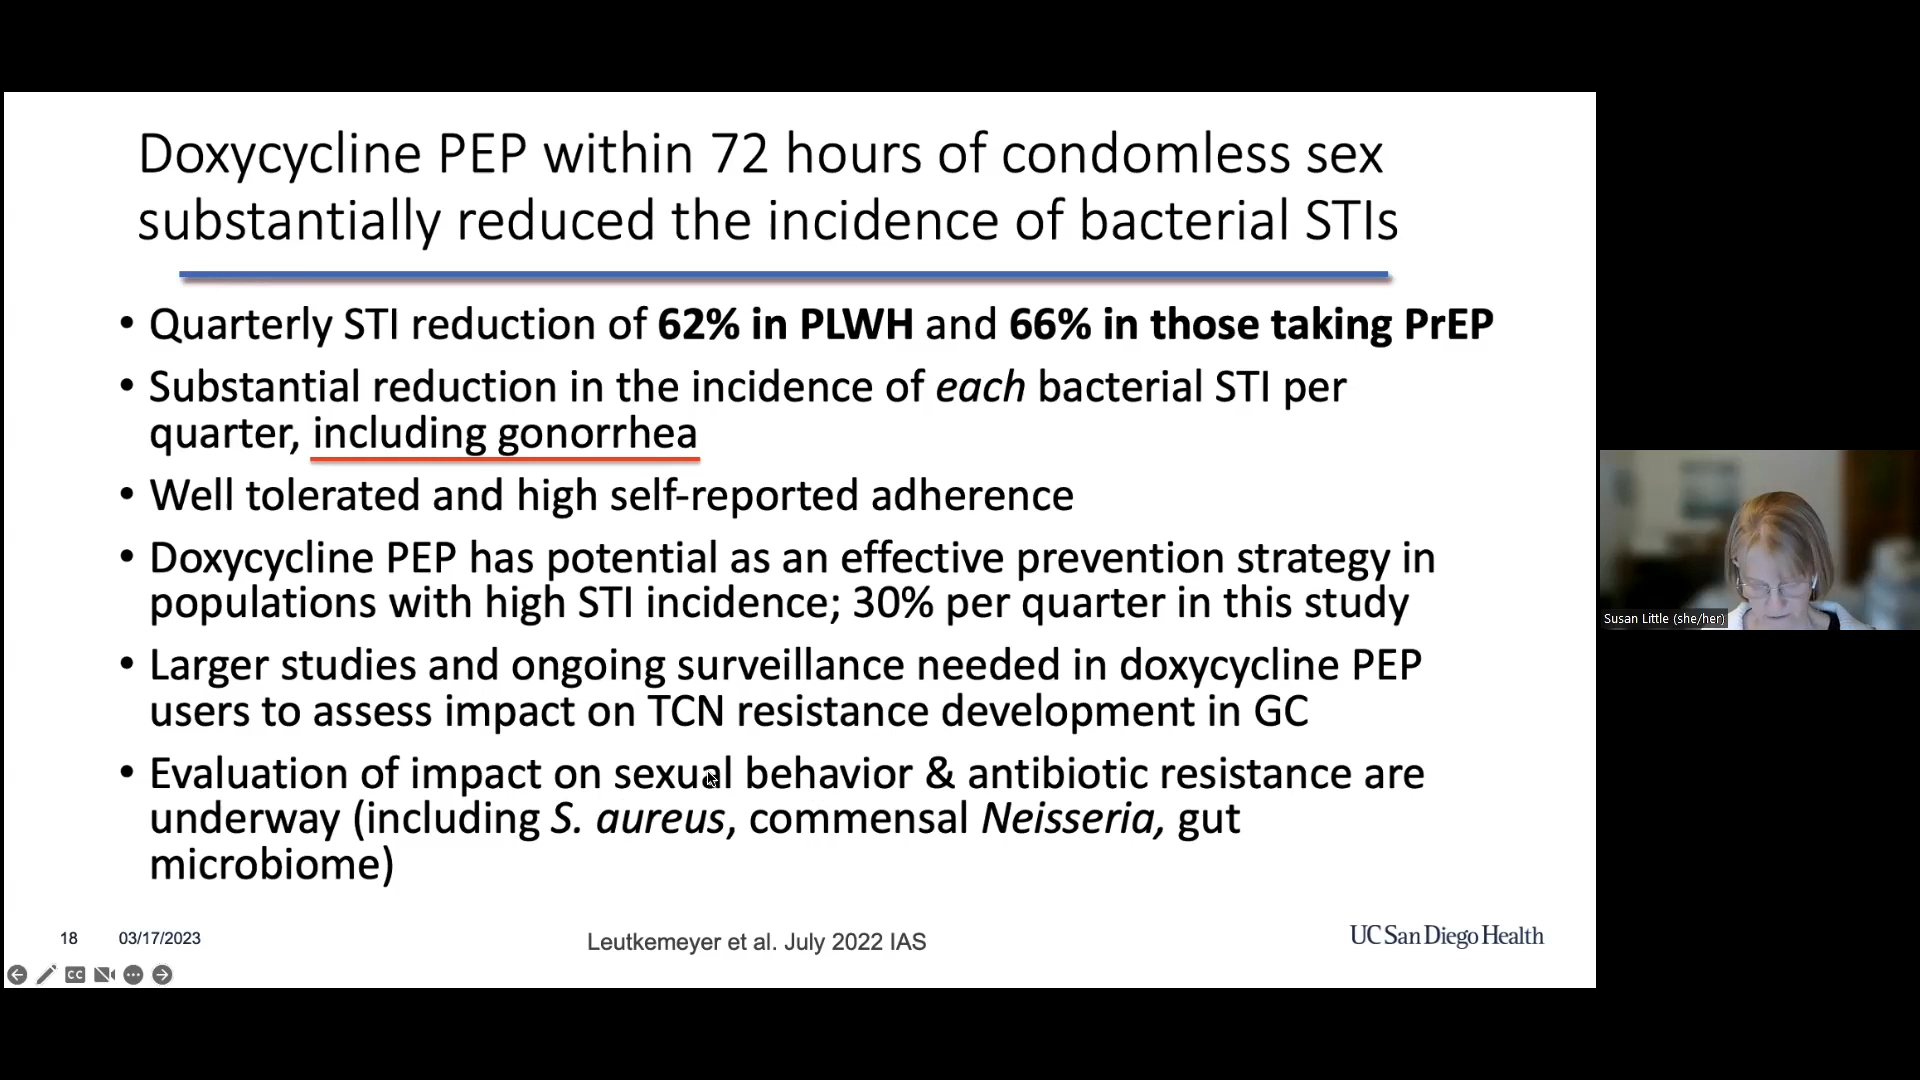 Doxycycline PEP within 72 hours of condomless sex
substantially reduced the incidence of bacterial STIs
• Quarterly STI reduction of 62% in PLWH and 66% in those taking PrEP
• Substantial reduction in the incidence of each bacterial STI per
quarter, including gonorrhea
• Well tolerated and high self-reported adherence
• Doxycycline PEP has potential as an effective prevention strategy in
populations with high STI incidence; 30% per quarter in this study
• Larger studies and ongoing surveillance needed in doxycycline PEP
users to assess impact on TCN resistance development in GC
• Evaluation of impact on sexual behavior & antibiotic resistance are
underway (including S. aureus, commensal Neisseria, gut
microbiome)
18 03/17/2023
Leutkemeyer et al. July 2022 IAS
UC San Diego Health
CC
Susan Little (she/her)